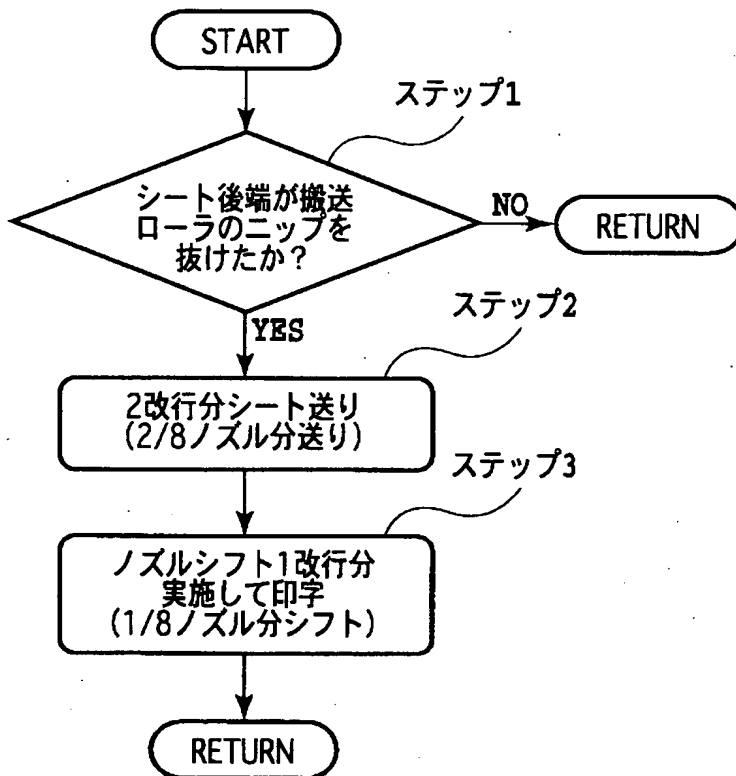 START
ステップ1
シート後端が搬送
ローラのニップを
抜けたか？
NO
RETURN
YES
ステップ2
2改行分シート送り
(2/8ノズル分送り)
ステップ3
ノズルシフト1改行分
実施して印字
(1/8ノズル分シフト)
RETURN